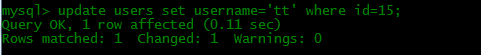 mysql> update users set username='tt' where id=15;
Query OK, 1 row affected (0.11 sec)
Rows matched: 1  Changed: 1  Warnings: 0